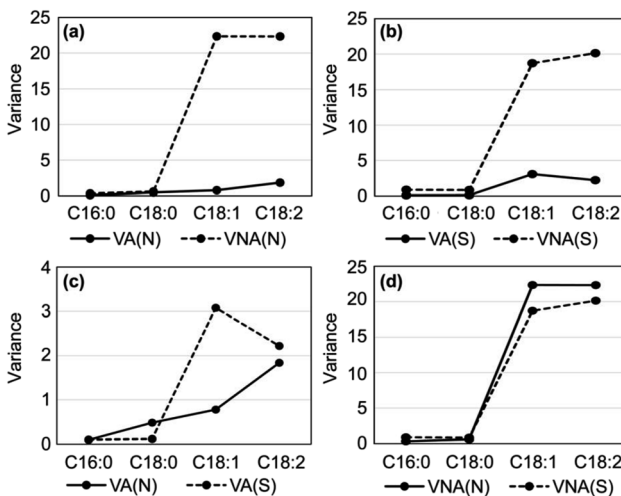 (a)
Variance
25
20
15
10
5
0
C16:0 C18:0 C18:1 C18:2
VA(N) VNA(N)
(b)
Variance
25
20
15
10
5
0
C16:0 C18:0 C18:1 C18:2
VA(S) VNA(S)
(c)
Variance
4
3
2
1
0
C16:0 C18:0 C18:1 C18:2
VA(N) VA(S)
(d)
Variance
25
20
15
10
5
0
C16:0 C18:0 C18:1 C18:2
VNA(N) VNA(S)